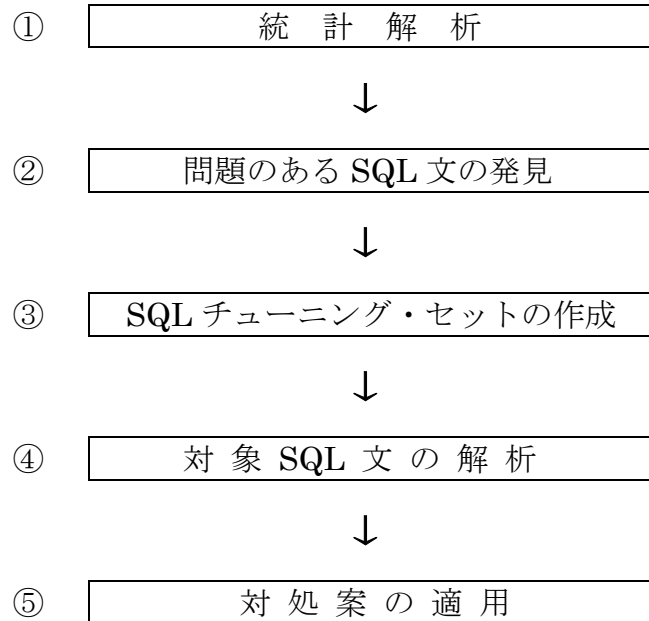 ① 統計解析
↓
② 問題のある SQL 文の発見
↓
③ SQL チューニング・セットの作成
↓
④ 対象 SQL 文の解析
↓
⑤ 対処案の適用